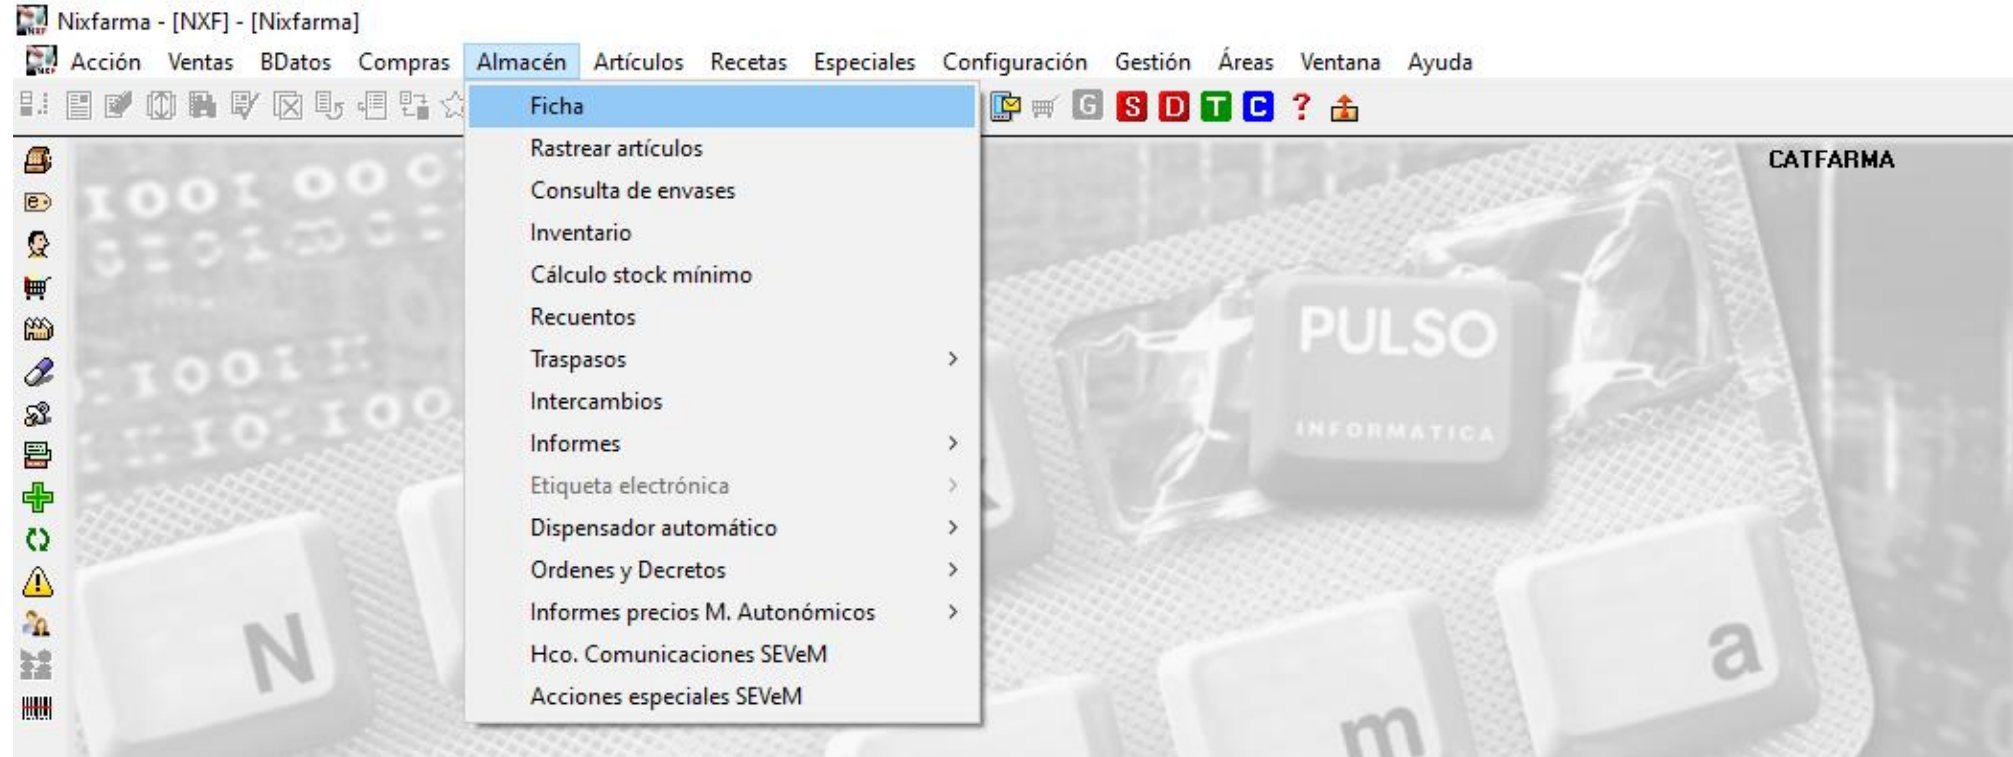 Nixfarma - [NXF] - [Nixfarma]
Acción Ventas BDatos Compras Almacén Artículos Recetas Especiales Configuración Gestión Áreas Ventana Ayuda
G S D T C ?
Ficha
CATFARMA
Rastrear artículos
Consulta de envases
Inventario
Cálculo stock mínimo
Recuentos
Traspasos
Intercambios
Informes
Etiqueta electrónica
Dispensador automático
Ordenes y Decretos
Informes precios M. Autonómicos
Hco. Comunicaciones SEVeM
Acciones especiales SEVeM
PULSO
INFORMATICA
N
m
a